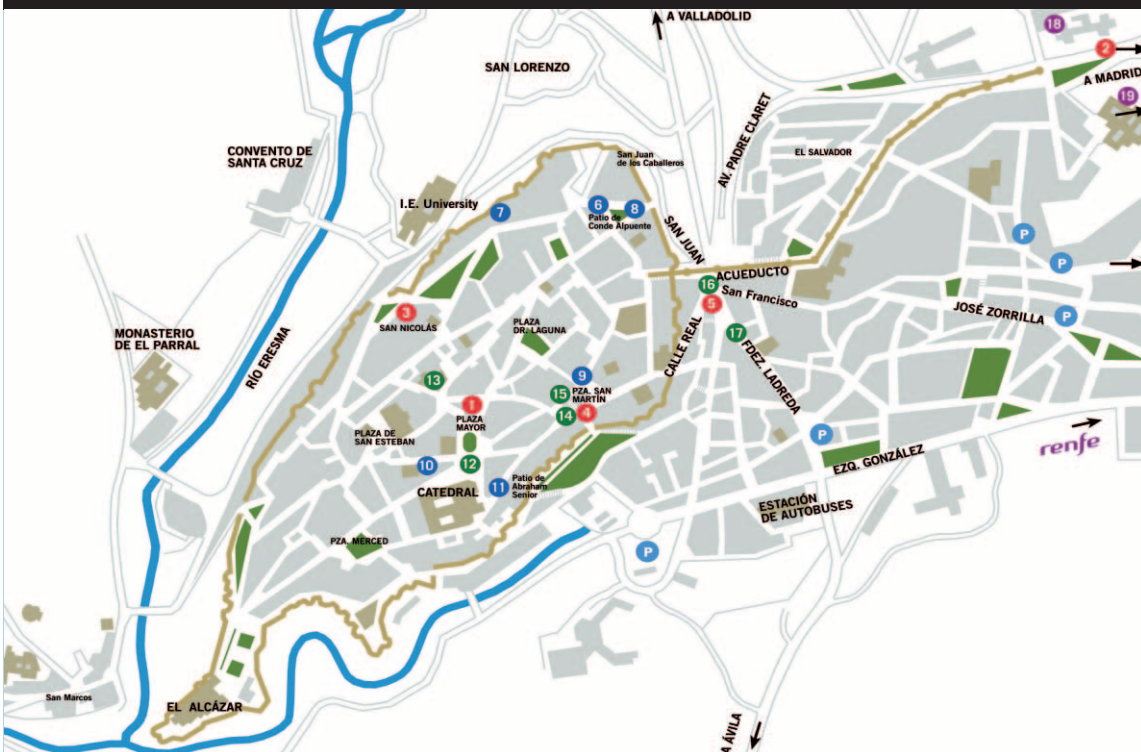 A VALLADOLID
18
2
SAN LORENZO
A MADRID
19
CONVENTO DE
SANTA CRUZ
AV. PADRE CLARET
EL SALVADOR
San Juan
de los Caballeros
I.E. University
7
6
8
Patio de
Conde Alpuente
SAN JUAN
P
P
ACUEDUCTO
16
San Francisco
5
3
SAN NICOLÁS
JOSÉ ZORRILLA
P
MONASTERIO
DE EL PARRAL
RÍO ERESMA
PLAZA
DR. LAGUNA
CALLE REAL
17
FDEZ. LADREDA
13
9
PZA. SAN
MARTÍN
15
1
PLAZA
MAYOR
14
4
PLAZA DE
SAN ESTEBAN
P
renfe
EZQ. GONZÁLEZ
10
12
CATEDRAL
11
Patio de
Abraham
Senior
ESTACIÓN
DE AUTOBUSES
PZA. MERCED
P
San Marcos
EL ALCÁZAR
A ÁVILA